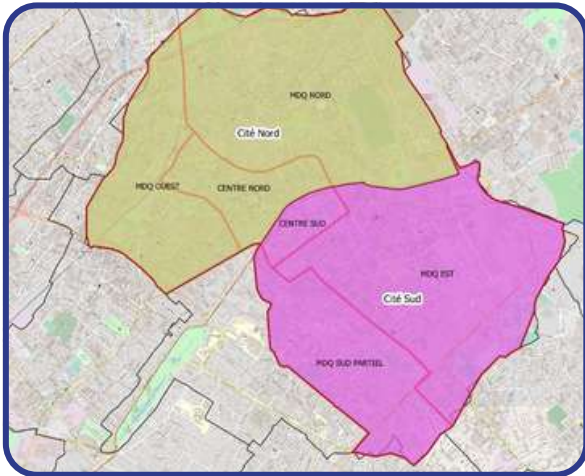 MDQ NORD
Cité Nord
MDQ OUEST
CENTRE NORD
CENTRE SUD
MDQ EST
Cité Sud
MDQ SUD PARTIEL